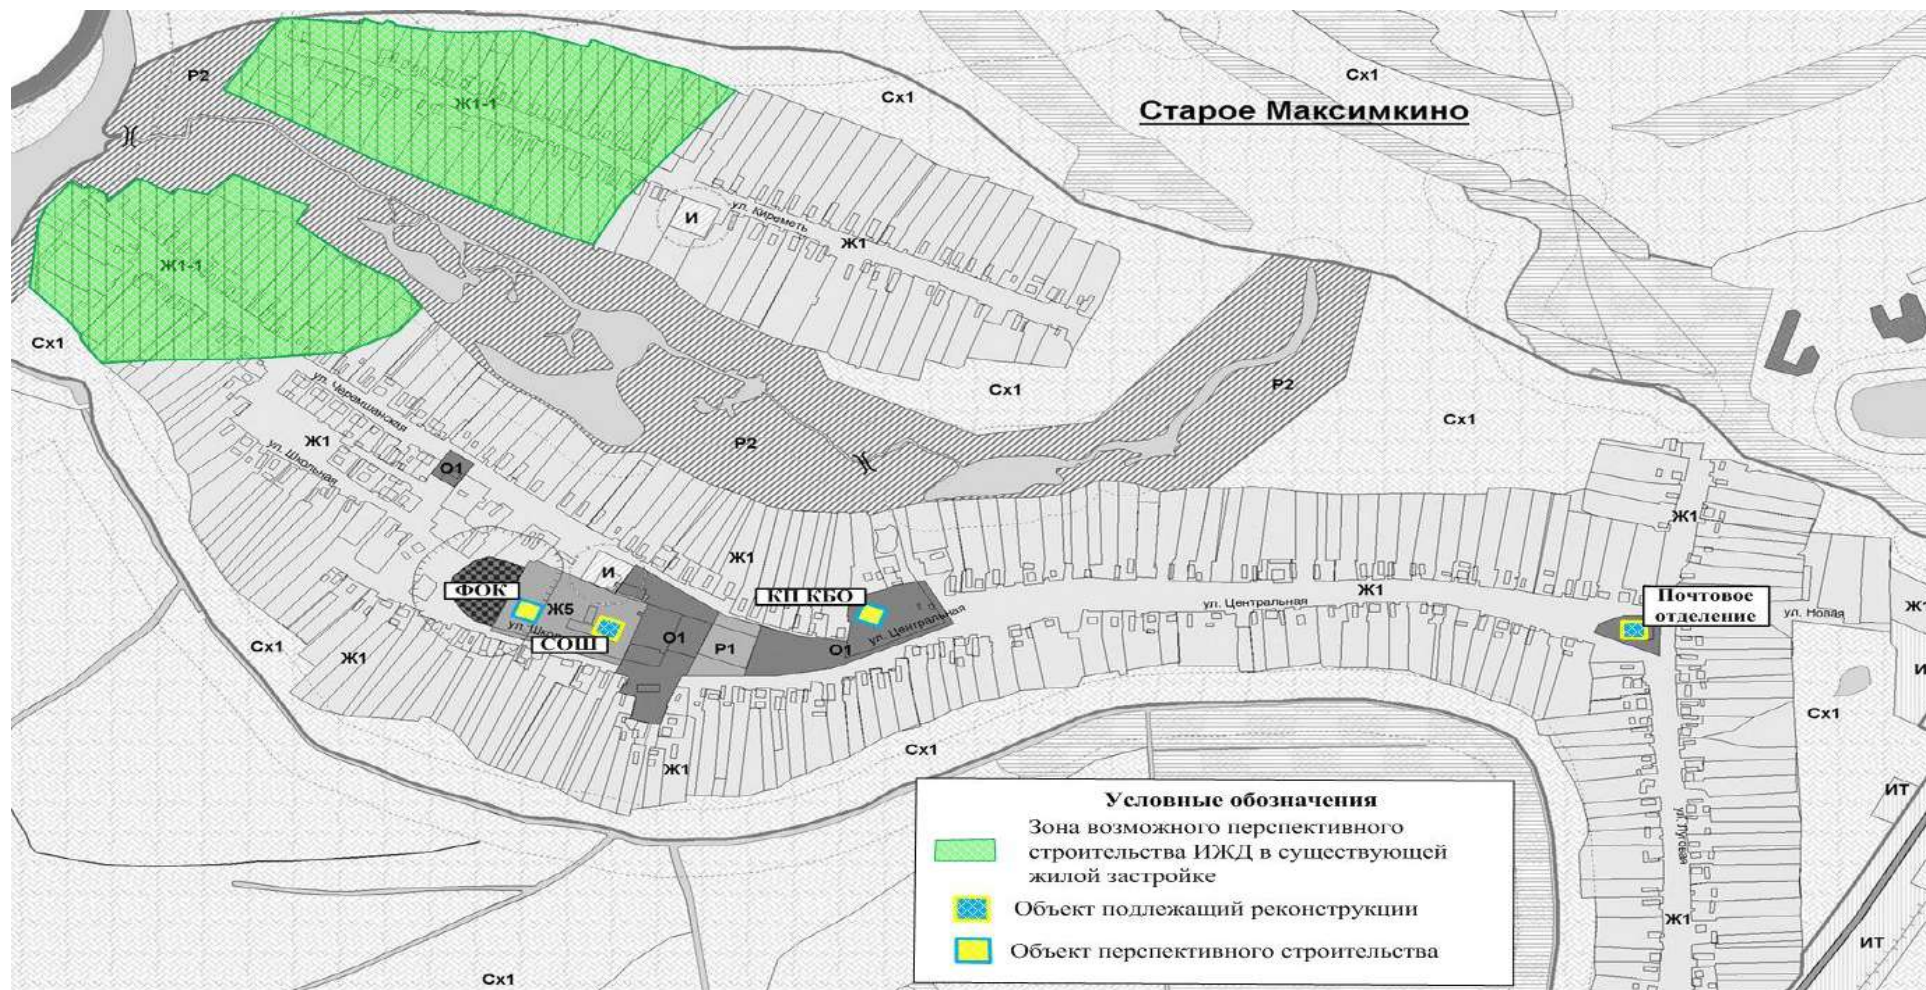 Р2
Ж1-1
Сх1
Сх1
Старое Максимкино
И
ул. Киреметь
Ж1
Ж1-1
Сх1
Сх1
Р2
Сх1
ул. Черемшанская
Ж1
ул. Школьная
О1
Р2
Ж1
И
ФОК
Ж5
ул. Шко
СОШ
О1
Р1
КП КБО
О1
ул. Центральная
Ж1
ул. Центральная
Ж1
Почтовое
отделение
ул. Новая
Ж1
Сх1
Ж1
Ж1
Сх1
И
Сх1
ул. Луговая
ИТ
Ж1
ИТ
Сх1
Условные обозначения
Зона возможного перспективного
строительства ИЖД в существующей
жилой застройке
Объект подлежащий реконструкции
Объект перспективного строительства